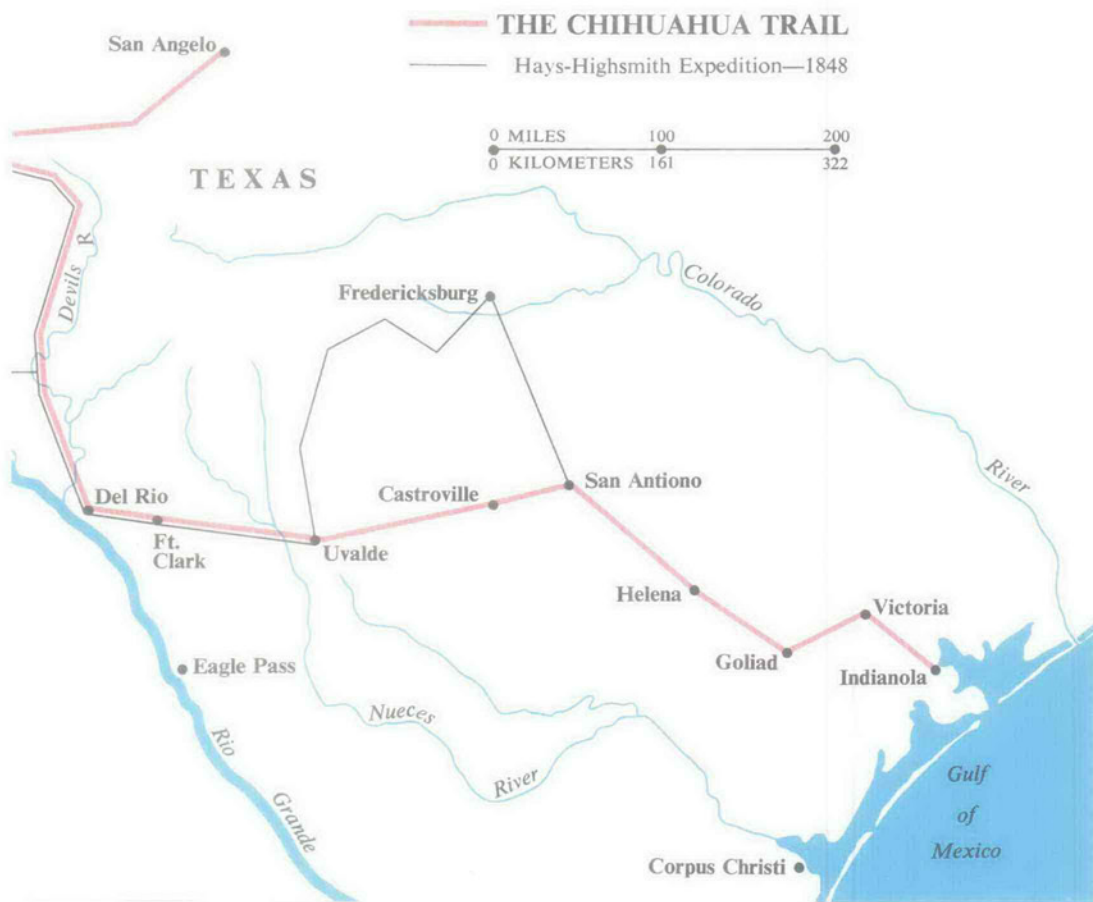 THE CHIHUAHUA TRAIL
San Angelo
Hays-Highsmith Expedition—1848
0 MILES 100 200
0 KILOMETERS 161 322
TEXAS
Devils R
Fredericksburg
Colorado
River
San Antiono
Castroville
Del Rio
Ft.
Clark
Uvalde
Helena
Victoria
Goliad
Indianola
Eagle Pass
Nueces
River
Rio
Grande
Gulf
of
Mexico
Corpus Christi